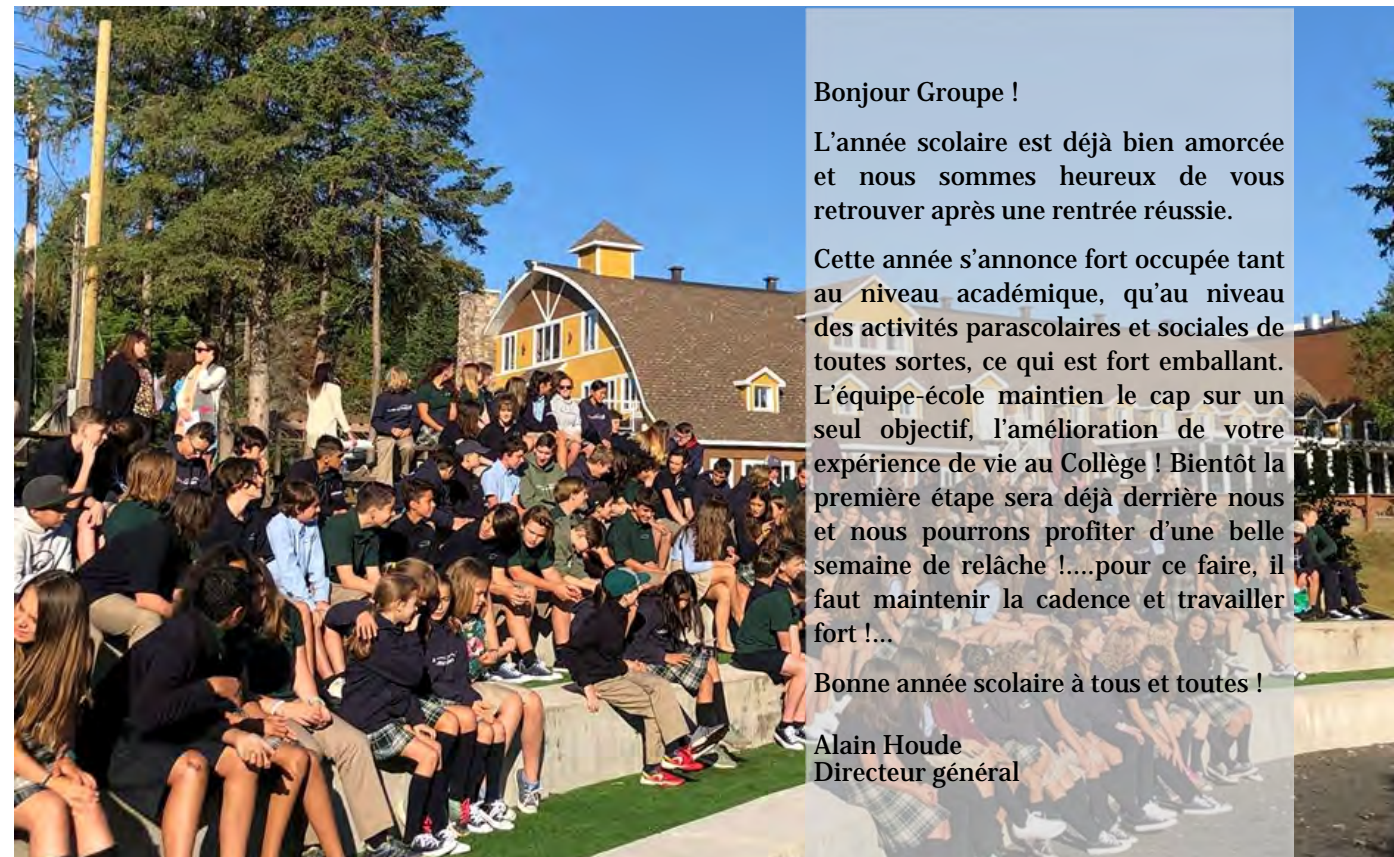 Bonjour Groupe !
L'année scolaire est déjà bien amorcée
et nous sommes heureux de vous
retrouver après une rentrée réussie.
Cette année s'annonce fort occupée tant
au niveau académique, qu'au niveau
des activités parascolaires et sociales de
toutes sortes, ce qui est fort emballant.
L'équipe-école maintien le cap sur un
seul objectif, l'amélioration de votre
expérience de vie au Collège ! Bientôt la
première étape sera déjà derrière nous
et nous pourrons profiter d'une belle
semaine de relâche !....pour ce faire, il
faut maintenir la cadence et travailler
fort !...
Bonne année scolaire à tous et toutes !
Alain Houde
Directeur général